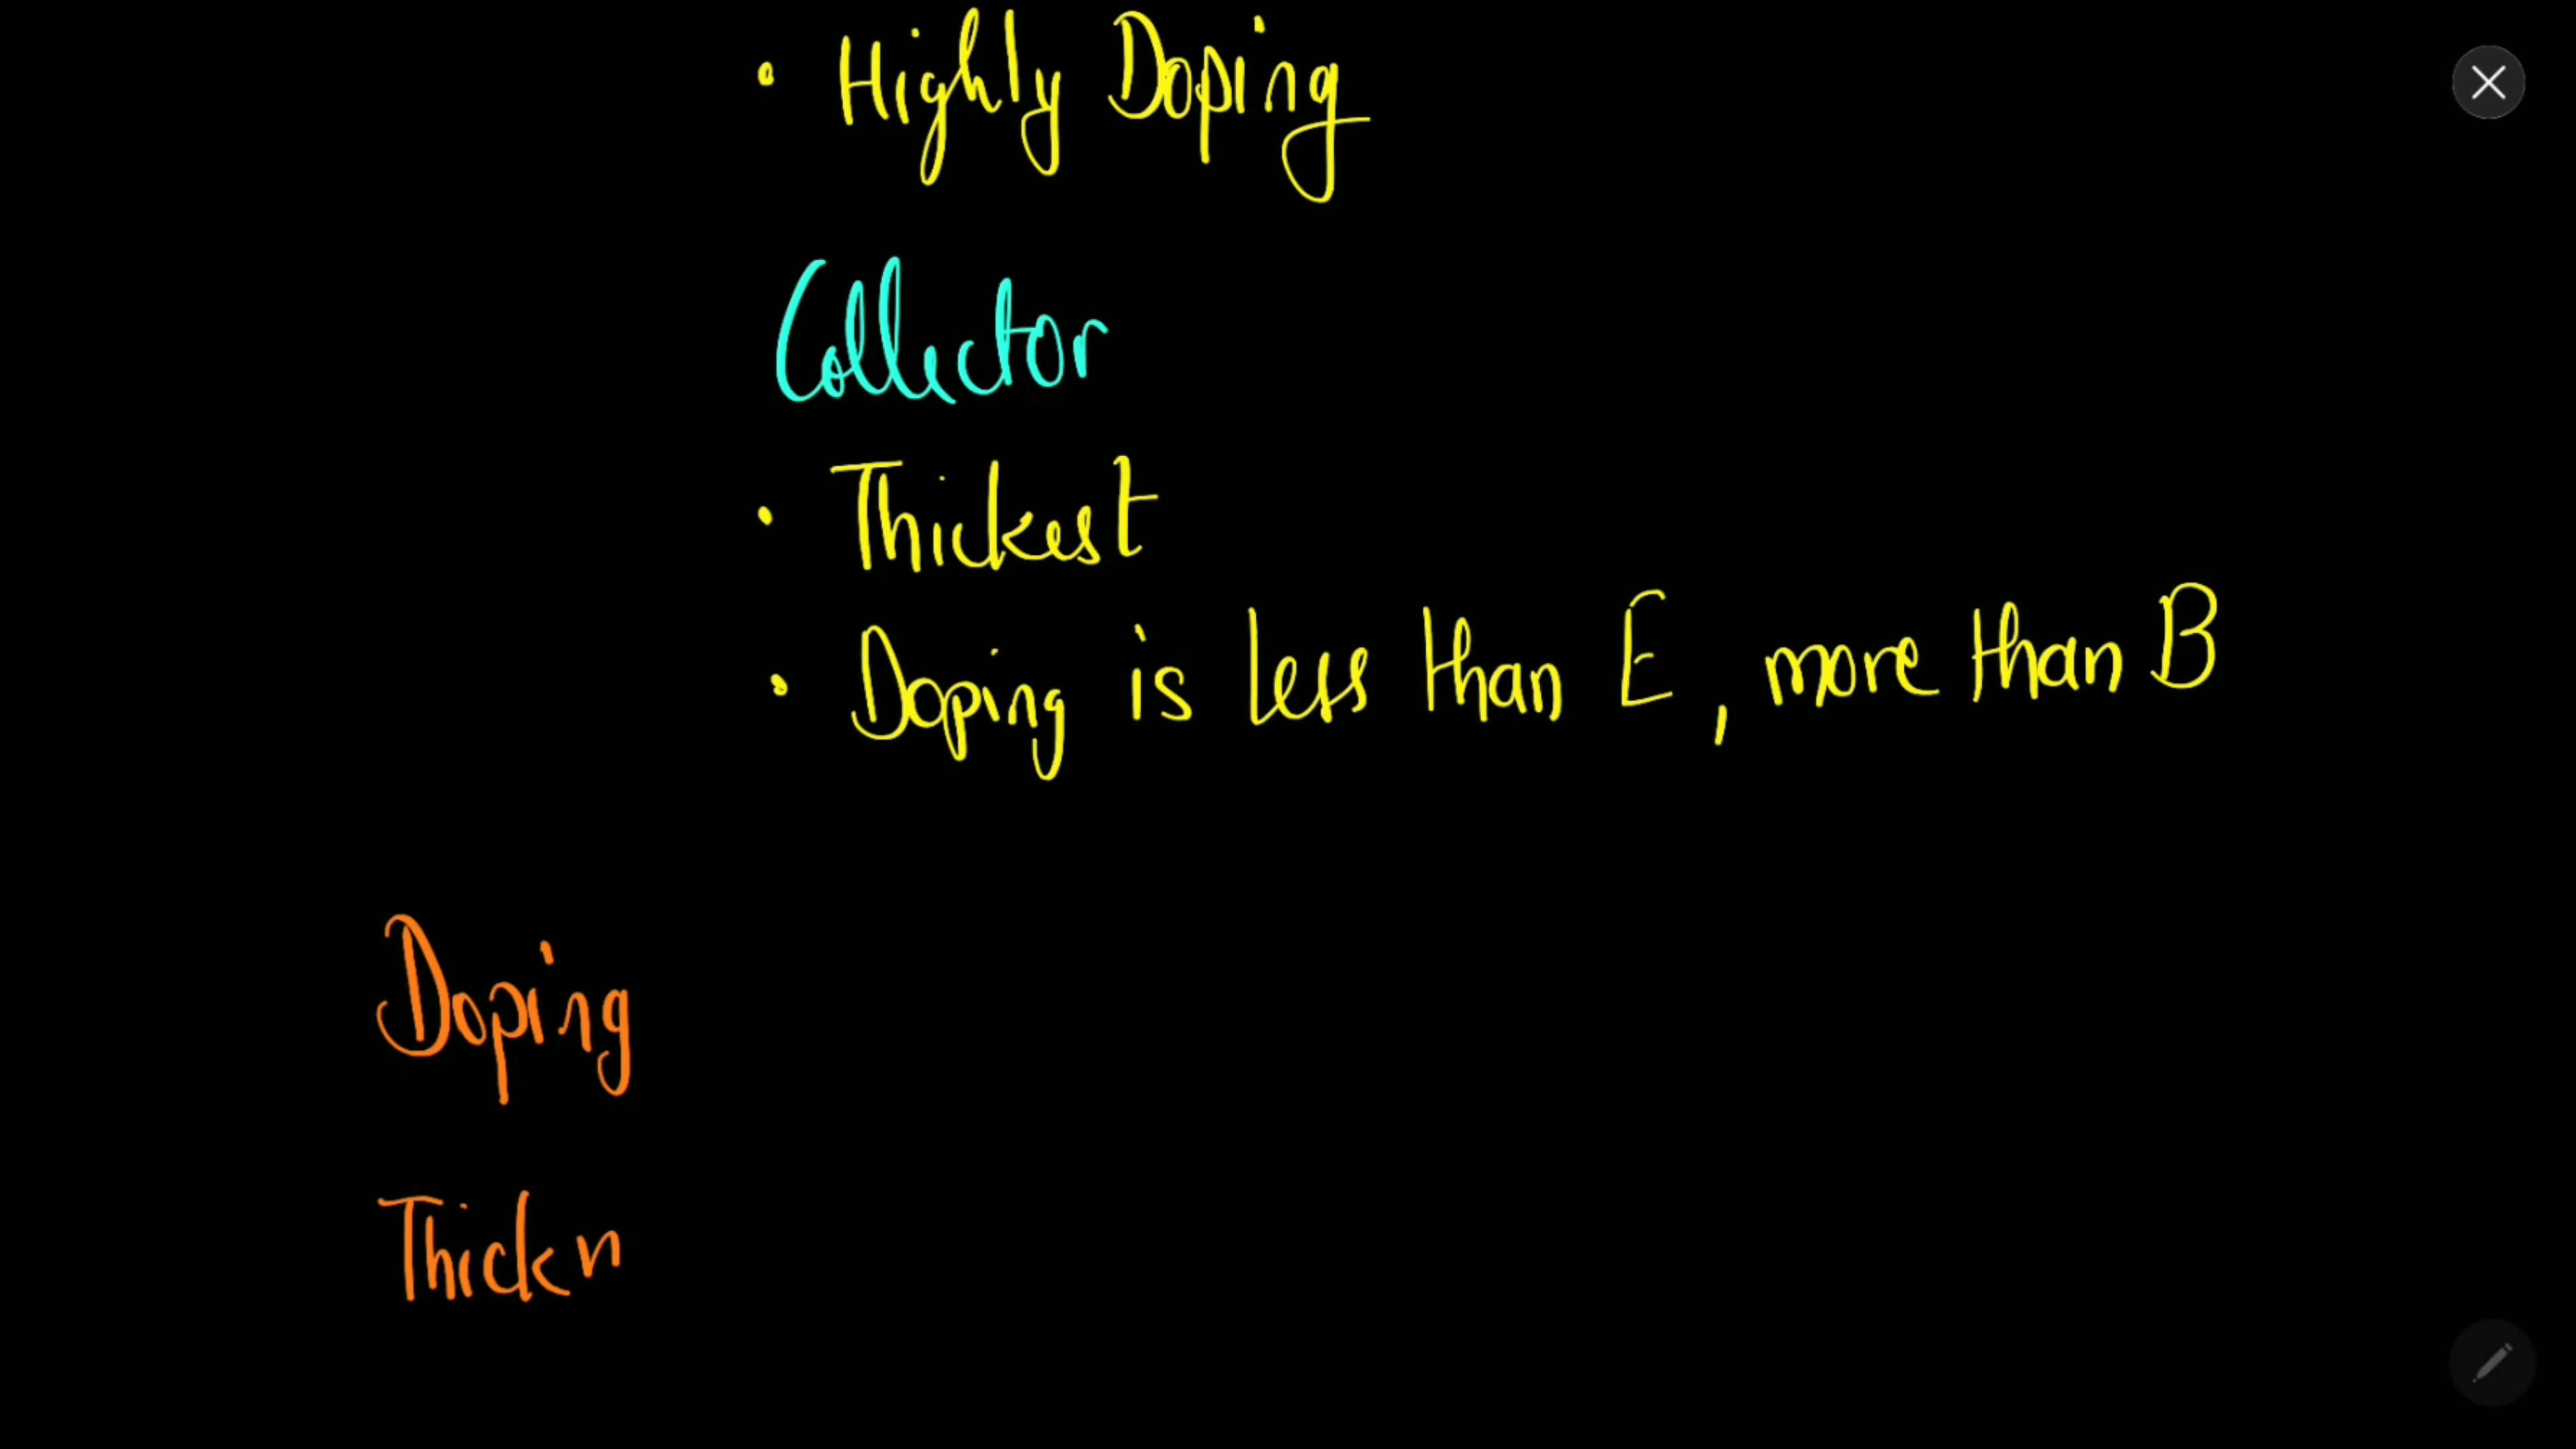 • Highly Doping
Collector
• Thickest
• Doping is less than E, more than B
Doping
Thickn